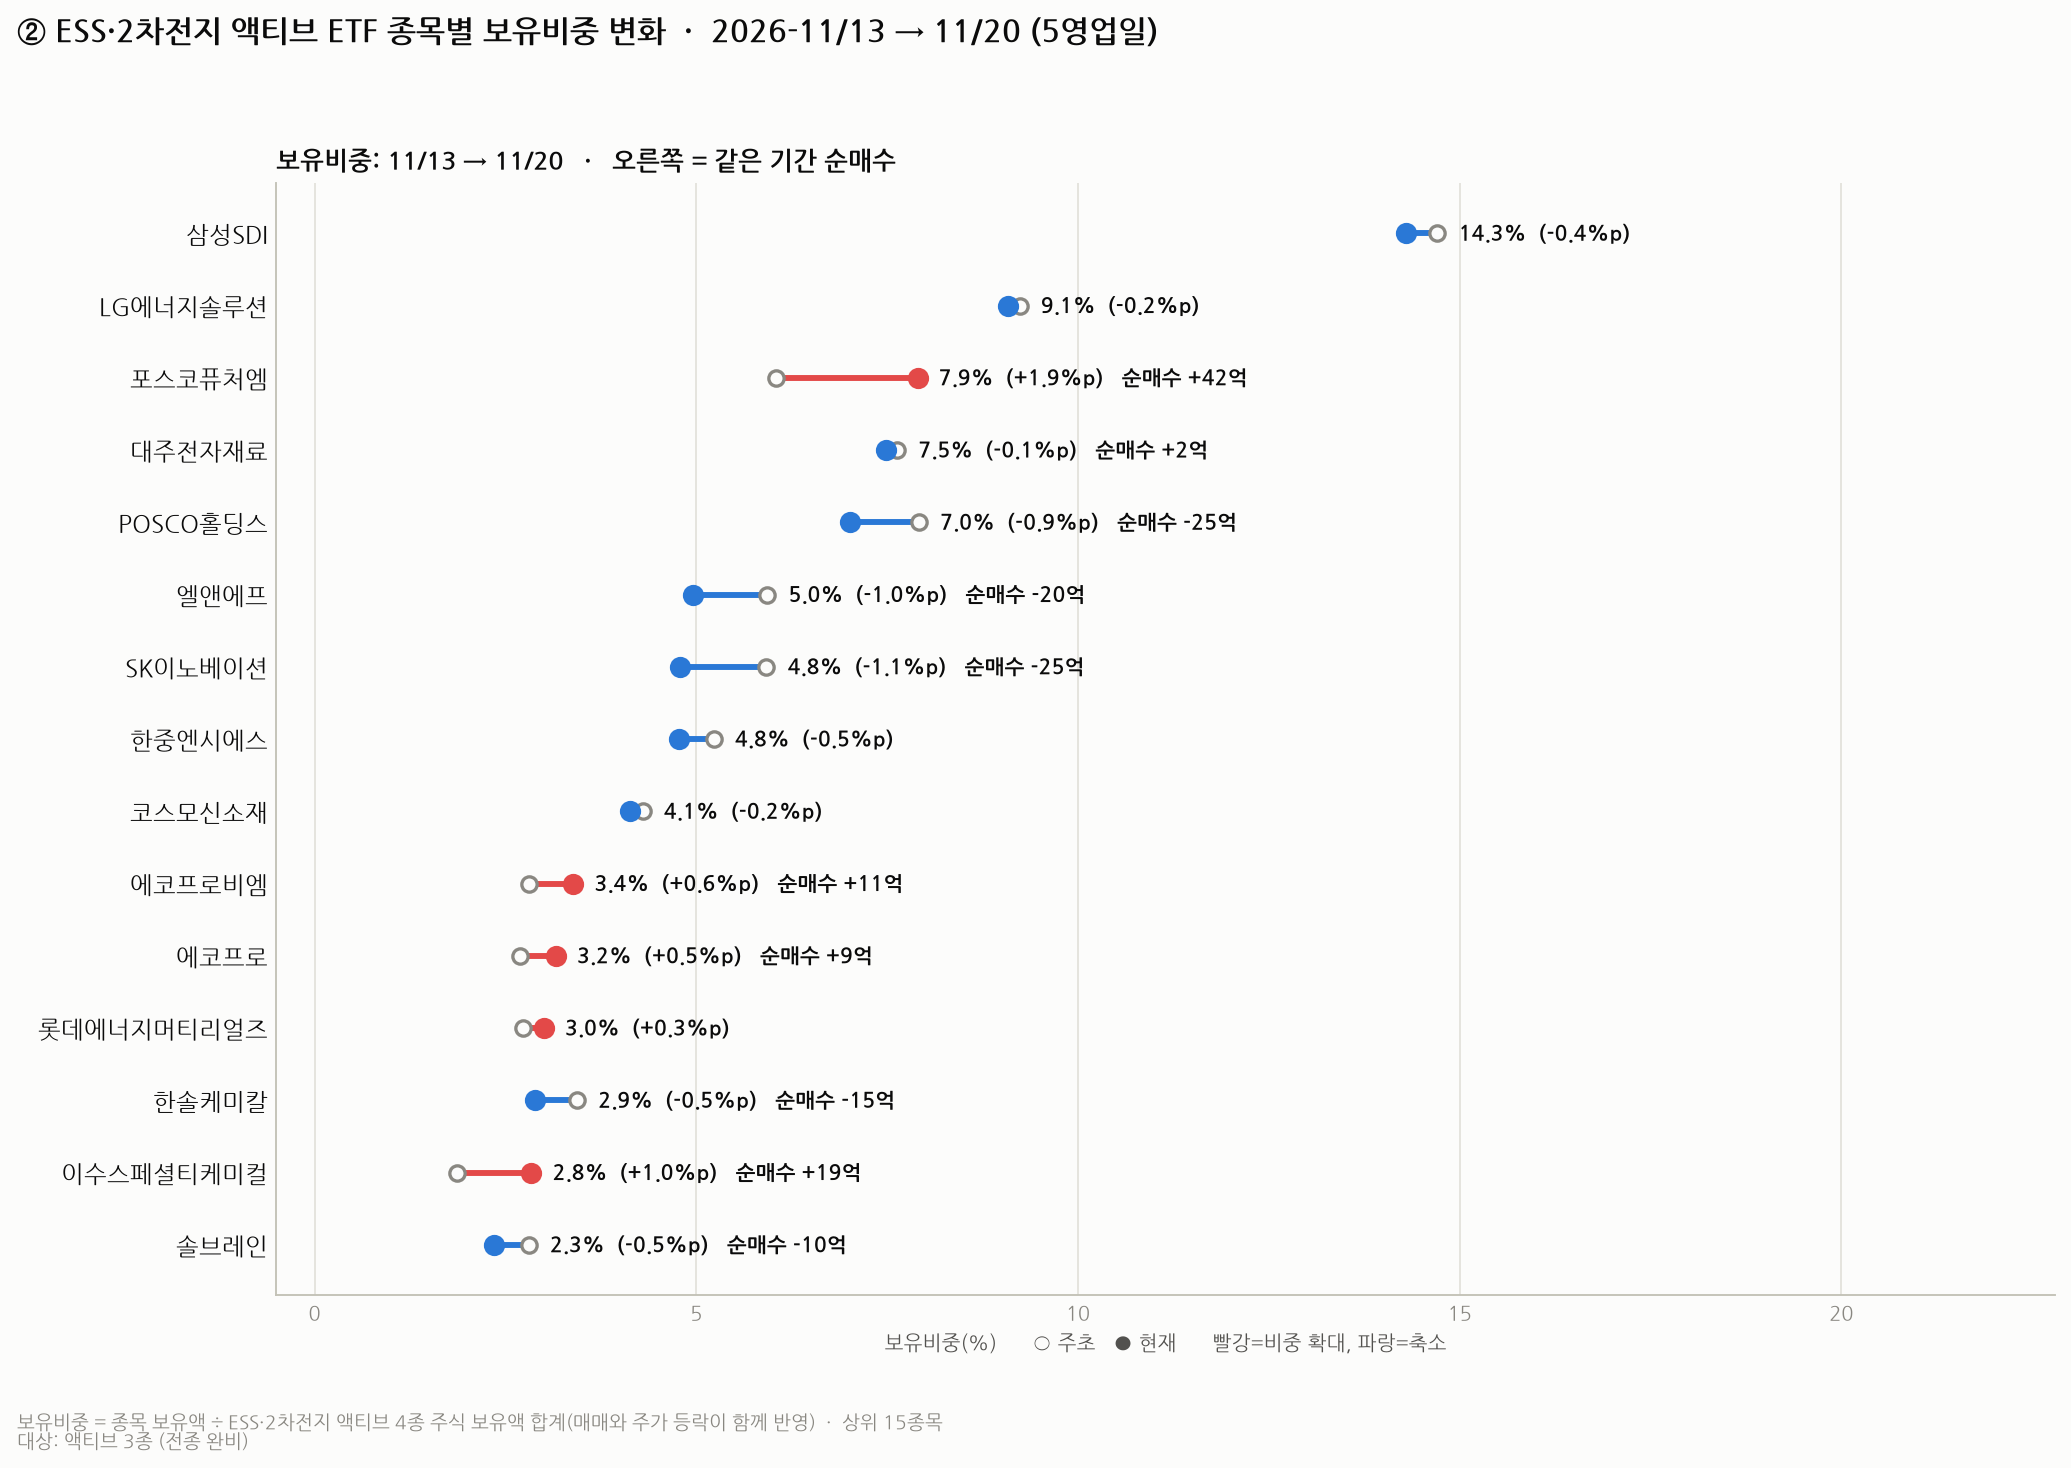 ② ESS·2차전지 액티브 ETF 종목별 보유비중 변화 · 2026-11/13 → 11/20 (5영업일)
보유비중: 11/13 → 11/20 · 오른쪽 = 같은 기간 순매수
삼성SDI 14.3% (-0.4%p)
LG에너지솔루션 9.1% (-0.2%p)
포스코퓨처엠 7.9% (+1.9%p) 순매수 +42억
대주전자재료 7.5% (-0.1%p) 순매수 +2억
POSCO홀딩스 7.0% (-0.9%p) 순매수 -25억
엘앤에프 5.0% (-1.0%p) 순매수 -20억
SK이노베이션 4.8% (-1.1%p) 순매수 -25억
한중엔시에스 4.8% (-0.5%p)
코스모신소재 4.1% (-0.2%p)
에코프로비엠 3.4% (+0.6%p) 순매수 +11억
에코프로 3.2% (+0.5%p) 순매수 +9억
롯데에너지머티리얼즈 3.0% (+0.3%p)
한솔케미칼 2.9% (-0.5%p) 순매수 -15억
이수스페셜티케미컬 2.8% (+1.0%p) 순매수 +19억
솔브레인 2.3% (-0.5%p) 순매수 -10억
0 5 10 15 20
보유비중(%) ○ 주초 ● 현재 빨강=비중 확대, 파랑=축소
보유비중 = 종목 보유액 ÷ ESS·2차전지 액티브 4종 주식 보유액 합계(매매와 주가 등락이 함께 반영) · 상위 15종목
대상: 액티브 3종 (전종 완비)